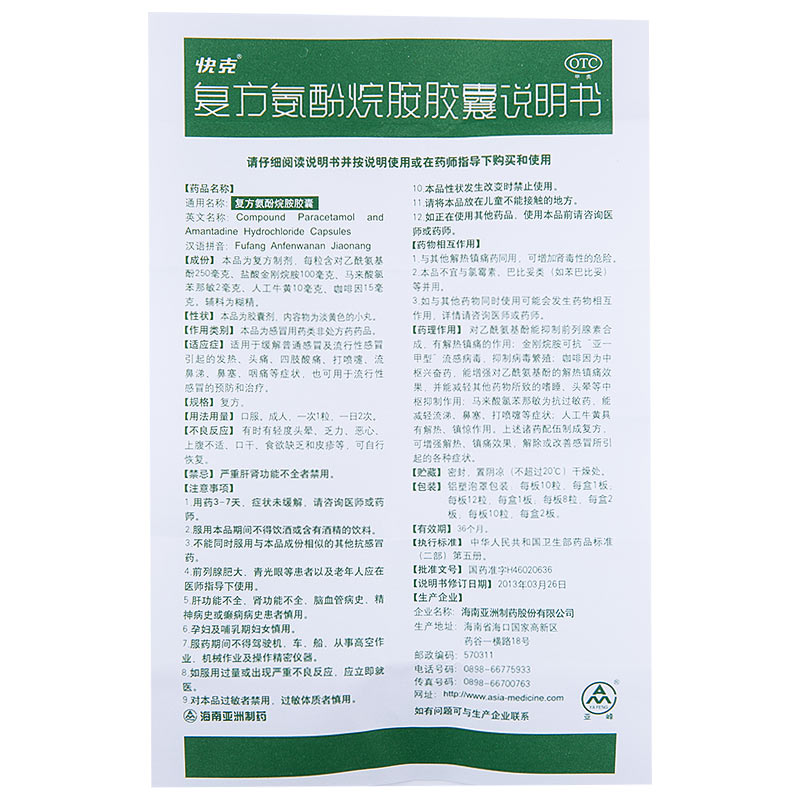 快克®
OTC
甲类
复方氨酚烷胺胶囊说明书
请仔细阅读说明书并按说明使用或在药师指导下购买和使用
【药品名称】
通用名称：复方氨酚烷胺胶囊
英文名称：Compound Paracetamol and
Amantadine Hydrochloride Capsules
汉语拼音：Fufang Anfenwanan Jiaonang
【成份】 本品为复方制剂，每粒含对乙酰氨基
酚250毫克、盐酸金刚烷胺100毫克、马来酸氯
苯那敏2毫克、人工牛黄10毫克、咖啡因15毫
克。辅料为糊精。
【性状】 本品为胶囊剂，内容物为淡黄色的小丸。
【作用类别】 本品为感冒用药类非处方药药品。
【适应症】 适用于缓解普通感冒及流行性感冒
引起的发热、头痛、四肢酸痛、打喷嚏、流
鼻涕、鼻塞、咽痛等症状，也可用于流行性
感冒的预防和治疗。
【规格】 复方。
【用法用量】 口服。成人，一次1粒，一日2次。
【不良反应】 有时有轻度头晕、乏力、恶心、
上腹不适、口干、食欲缺乏和皮疹等，可自行
恢复。
【禁忌】 严重肝肾功能不全者禁用。
【注意事项】
1.用药3-7天，症状未缓解，请咨询医师或药
师。
2.服用本品期间不得饮酒或含有酒精的饮料。
3.不能同时服用与本品成份相似的其他抗感冒
药。
4.前列腺肥大、青光眼等患者以及老年人应在
医师指导下使用。
5.肝功能不全、肾功能不全、脑血管病史、精
神病史或癫痫病史患者慎用。
6.孕妇及哺乳期妇女慎用。
7.服药期间不得驾驶机、车、船、从事高空作
业、机械作业及操作精密仪器。
8.如服用过量或出现严重不良反应，应立即就
医。
9.对本品过敏者禁用，过敏体质者慎用。
海南亚洲制药
10.本品性状发生改变时禁止使用。
11.请将本品放在儿童不能接触的地方。
12.如正在使用其他药品，使用本品前请咨询医
师或药师。
【药物相互作用】
1.与其他解热镇痛药同用，可增加肾毒性的危险。
2.本品不宜与氯霉素、巴比妥类（如苯巴比妥）
等并用。
3.如与其他药物同时使用可能会发生药物相互
作用，详情请咨询医师或药师。
【药理作用】 对乙酰氨基酚能抑制前列腺素合
成，有解热镇痛的作用；金刚烷胺可抗“亚—
甲型”流感病毒，抑制病毒繁殖；咖啡因为中
枢兴奋药，能增强对乙酰氨基酚的解热镇痛效
果，并能减轻其他药物所致的嗜睡、头晕等中
枢抑制作用；马来酸氯苯那敏为抗过敏药，能
减轻流涕、鼻塞、打喷嚏等症状；人工牛黄具
有解热、镇惊作用。上述诸药配伍制成复方，
可增强解热、镇痛效果，解除或改善感冒所引
起的各种症状。
【贮藏】 密封，置阴凉（不超过20℃）干燥处。
【包装】 铝塑泡罩包装，每板10粒，每盒1板，
每板12粒，每盒1板，每板8粒，每盒2
板，每板10粒，每盒2板。
【有效期】 36个月。
【执行标准】 中华人民共和国卫生部药品标准
（二部）第五册。
【批准文号】 国药准字H46020636
【说明书修订日期】 2013年03月26日
【生产企业】
企业名称：海南亚洲制药股份有限公司
生产地址：海南省海口国家高新区
药谷一横路18号
邮政编码：570311
电话号码：0898-66775933
传真号码：0898-66700763
网址：http://www.asia-medicine.com
如有问题可与生产企业联系
YA FENG
®
亚峰